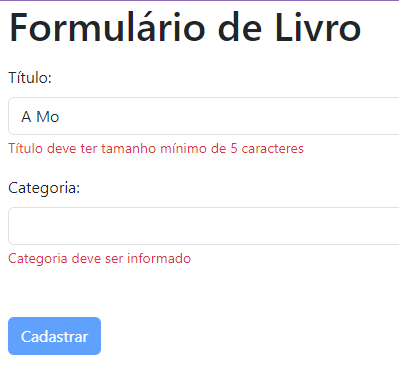 Formulário de Livro
Título:
A Mo
Título deve ter tamanho mínimo de 5 caracteres
Categoria:
Categoria deve ser informado
Cadastrar